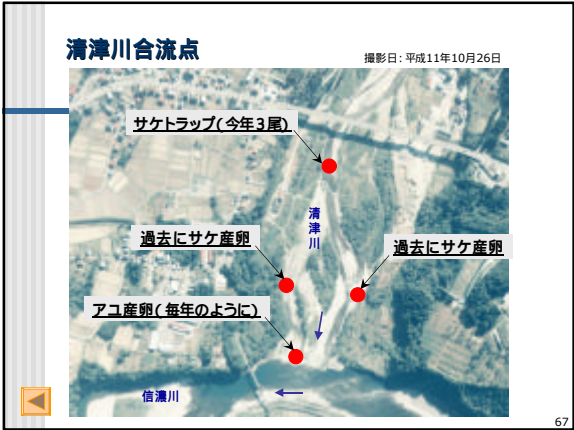 清津川合流点
撮影日：平成11年10月26日
サケトラップ（今年３尾）
清津川
過去にサケ産卵
過去にサケ産卵
アユ産卵（毎年のように）
信濃川
67